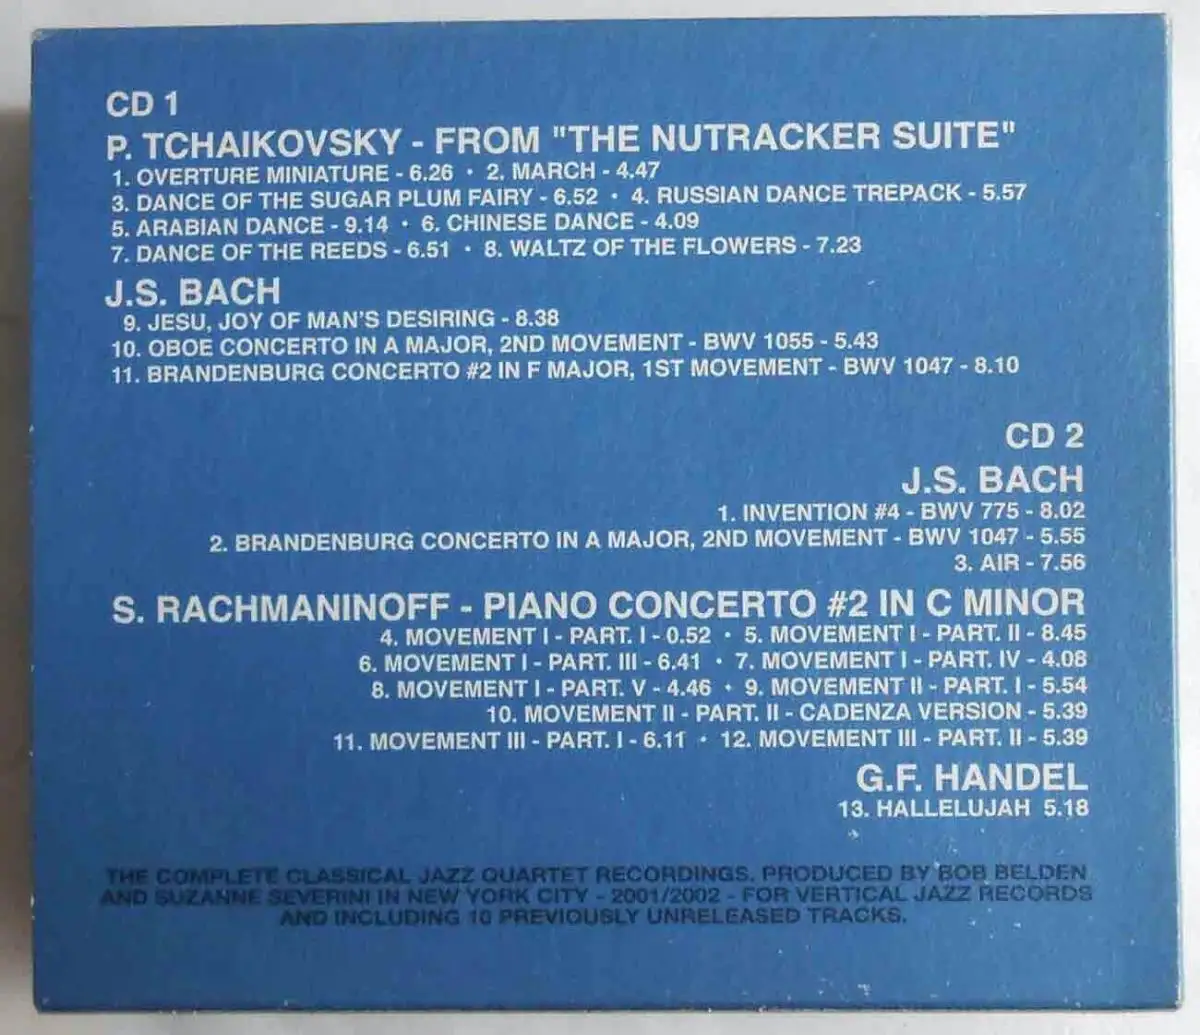 CD 1
P. TCHAIKOVSKY - FROM "THE NUTRACKER SUITE"
1. OVERTURE MINIATURE - 6.26 · 2. MARCH - 4.47
3. DANCE OF THE SUGAR PLUM FAIRY - 6.52 · 4. RUSSIAN DANCE TREPACK - 5.57
5. ARABIAN DANCE - 9.14 · 6. CHINESE DANCE - 4.09
7. DANCE OF THE REEDS - 6.51 · 8. WALTZ OF THE FLOWERS - 7.23
J.S. BACH
9. JESU, JOY OF MAN'S DESIRING - 8.38
10. OBOE CONCERTO IN A MAJOR, 2ND MOVEMENT - BWV 1055 - 5.43
11. BRANDENBURG CONCERTO #2 IN F MAJOR, 1ST MOVEMENT - BWV 1047 - 8.10
CD 2
J.S. BACH
1. INVENTION #4 - BWV 775 - 8.02
2. BRANDENBURG CONCERTO IN A MAJOR, 2ND MOVEMENT - BWV 1047 - 5.55
3. AIR - 7.56
S. RACHMANINOFF - PIANO CONCERTO #2 IN C MINOR
4. MOVEMENT I - PART. I - 0.52 · 5. MOVEMENT I - PART. II - 8.45
6. MOVEMENT I - PART. III - 6.41 · 7. MOVEMENT I - PART. IV - 4.08
8. MOVEMENT I - PART. V - 4.46 · 9. MOVEMENT II - PART. I - 5.54
10. MOVEMENT II - PART. II - CADENZA VERSION - 5.39
11. MOVEMENT III - PART. I - 6.11 · 12. MOVEMENT III - PART. II - 5.39
G.F. HANDEL
13. HALLELUJAH 5.18
THE COMPLETE CLASSICAL JAZZ QUARTET RECORDINGS. PRODUCED BY BOB BELDEN
AND SUZANNE SEVERINI IN NEW YORK CITY - 2001/2002 - FOR VERTICAL JAZZ RECORDS
AND INCLUDING 10 PREVIOUSLY UNRELEASED TRACKS.